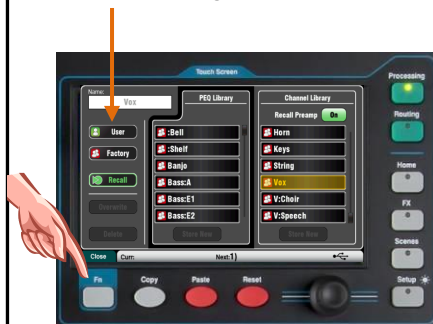 Touch Screen
Processing
Name:
Vox
PEQ Library
Channel Library
Recall Preamp On
Routing
User
:Bell
Horn
Factory
:Shelf
Keys
Banjo
String
Home
Recall
Bass:A
Vox
Overwrite
Bass:E1
V:Choir
FX
Bass:E2
V:Speech
Delete
Store New
Store New
Scenes
Close
Curr:
Next:1)
Fn
Copy
Paste
Reset
Setup